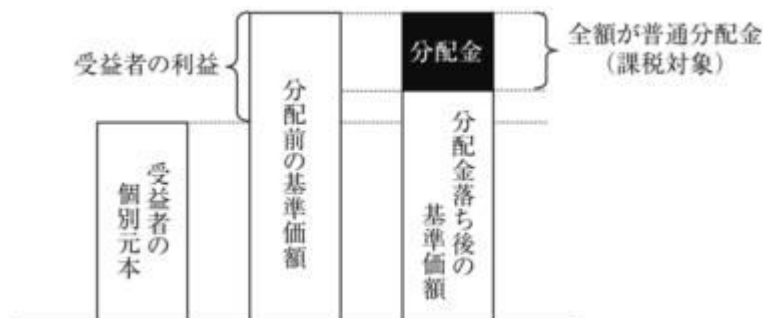 受益者の利益
受益者の
個別元本
分配前の基準価額
分配金
分配金落ち後の
基準価額
全額が普通分配金
（課税対象）